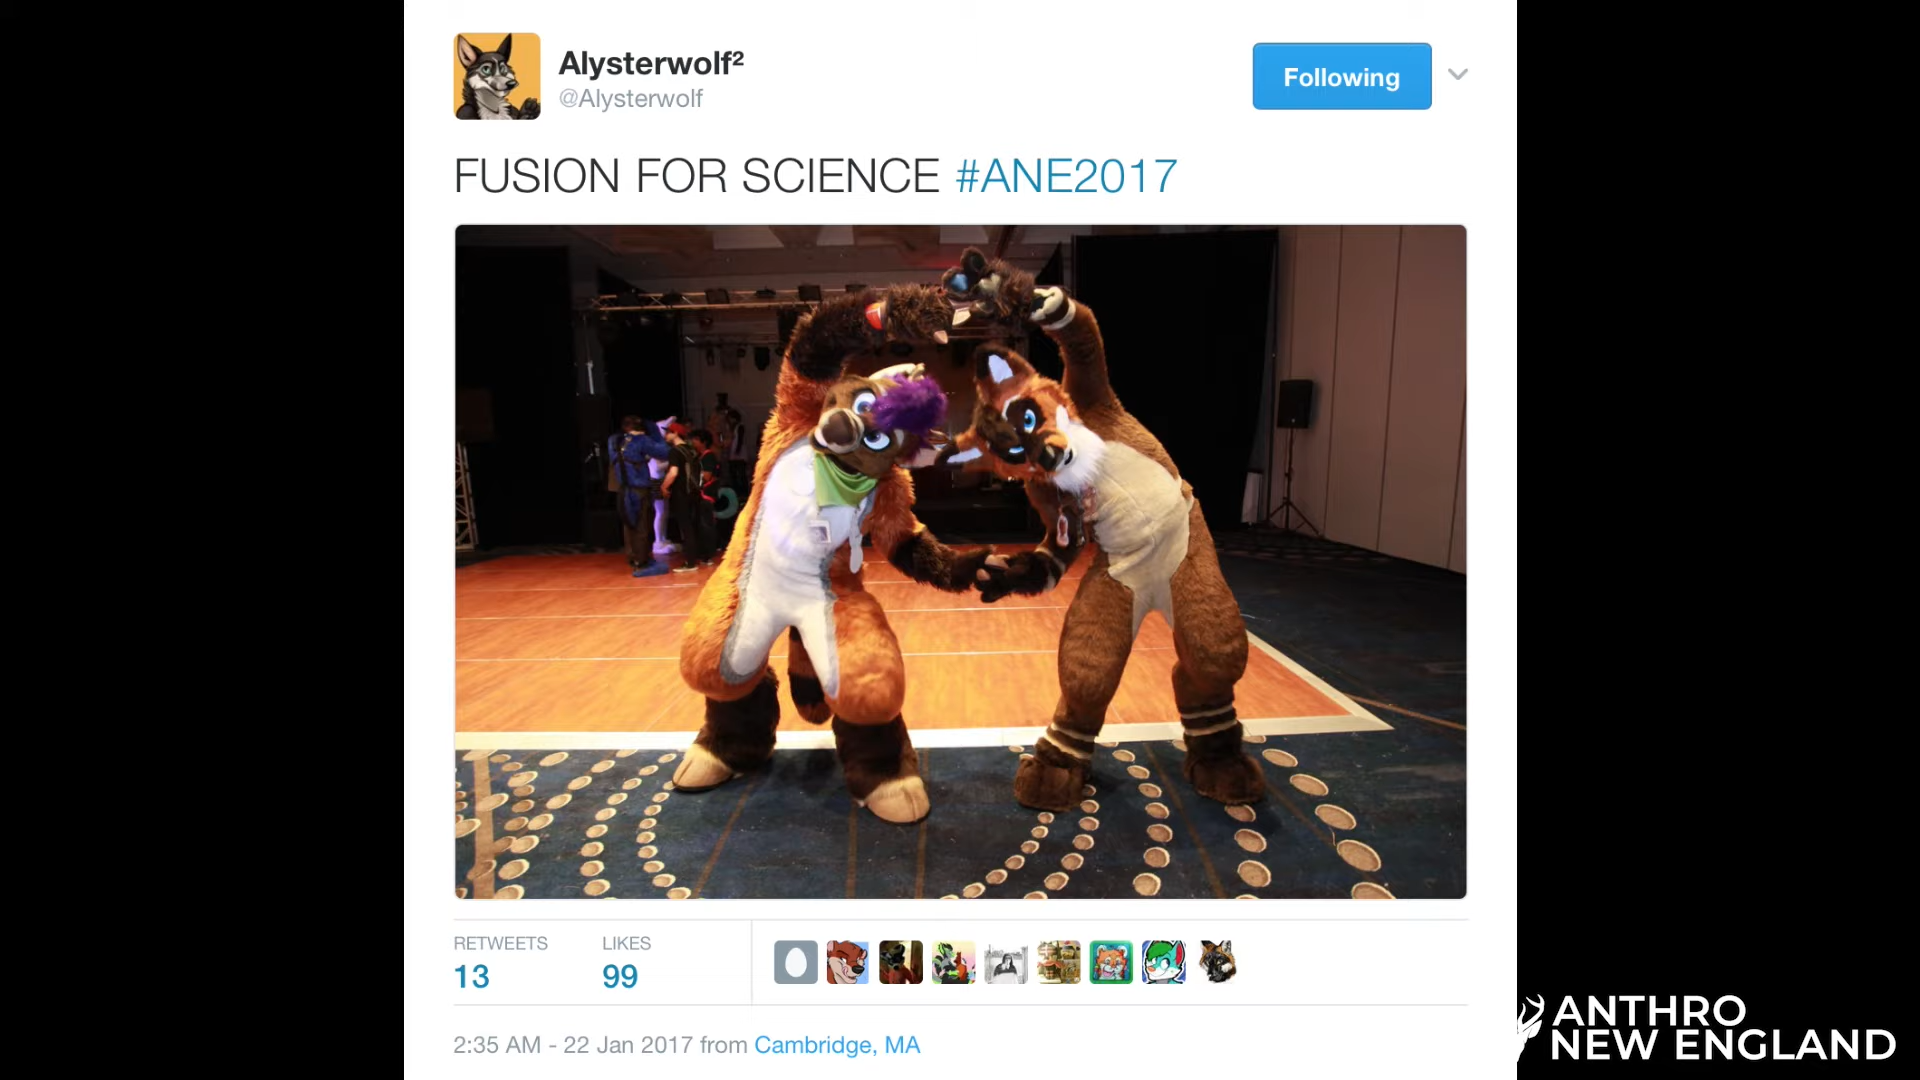 Alysterwolf²
@Alysterwolf
Following
FUSION FOR SCIENCE #ANE2017
RETWEETS
13
LIKES
99
2:35 AM - 22 Jan 2017 from Cambridge, MA
ANTHRO
NEW ENGLAND